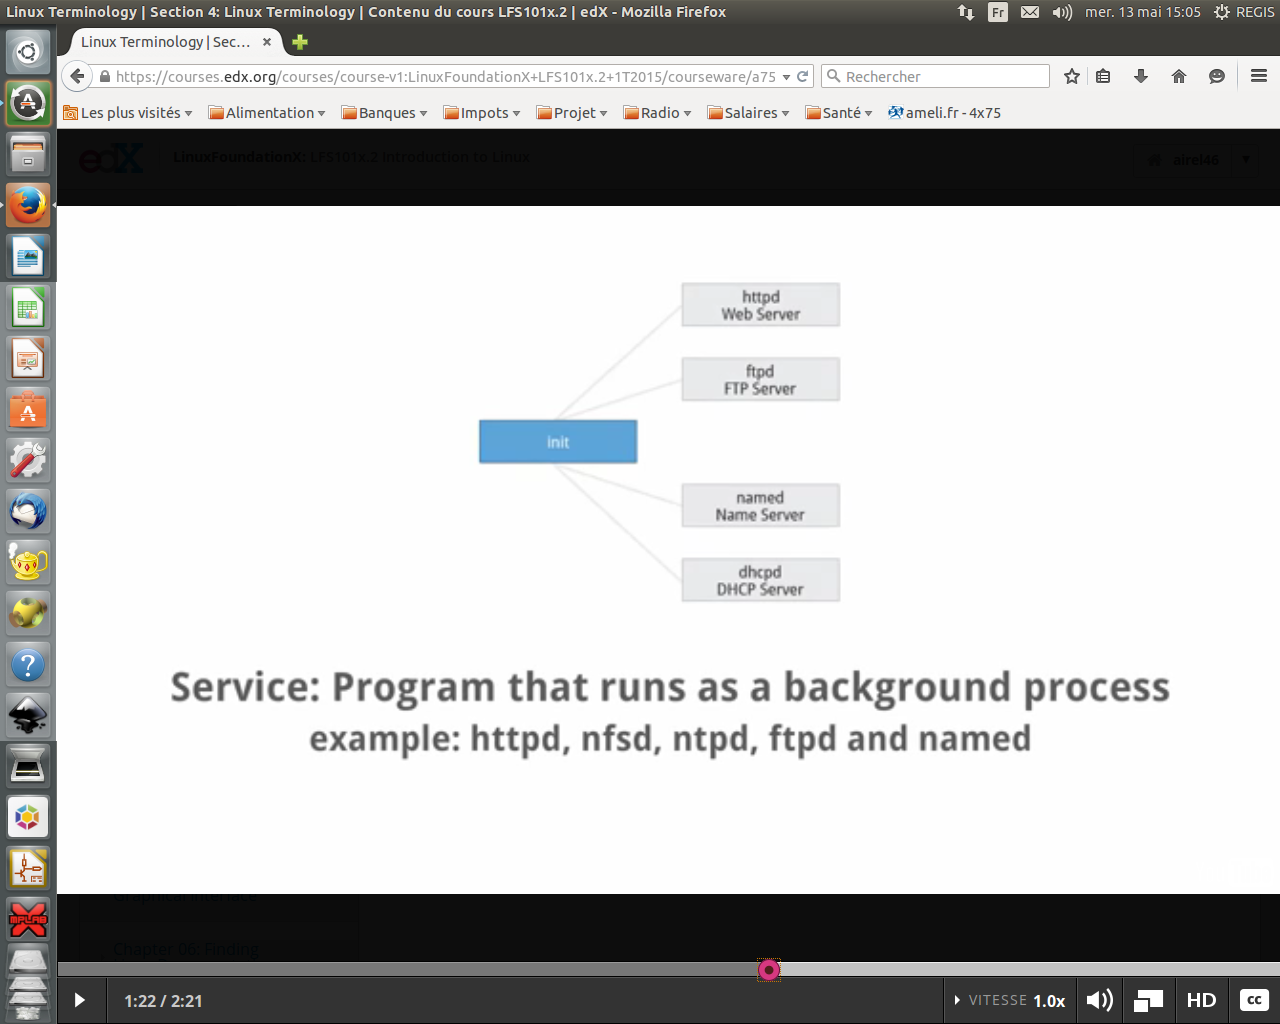 Linux Terminology | Section 4: Linux Terminology | Contenu du cours LFS101x.2 | edX - Mozilla Firefox
Fr
mer. 13 mai 15:05
REGIS
Linux Terminology | Sec...
https://courses.edx.org/courses/course-v1:LinuxFoundationX+LFS101x.2+1T2015/courseware/a75
Rechercher
Les plus visités
Alimentation
Banques
Impots
Projet
Radio
Salaires
Santé
ameli.fr - 4x75
edX
LinuxFoundationX: LFS101x.2 Introduction to Linux
airel46
httpd
Web Server
ftpd
FTP Server
init
named
Name Server
dhcpd
DHCP Server
Service: Program that runs as a background process
example: httpd, nfsd, ntpd, ftpd and named
Graphical Interface
Chapter 06: Finding
MPLAB
X
1:22 / 2:21
VITESSE 1.0x
HD
cc